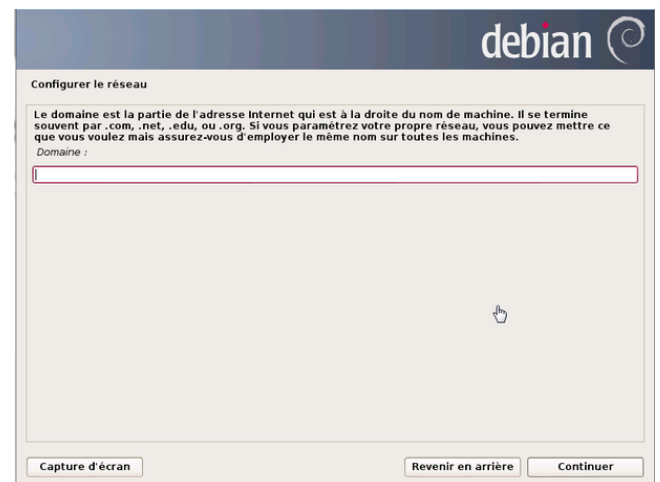 debian
Configurer le réseau
Le domaine est la partie de l'adresse Internet qui est à la droite du nom de machine. Il se termine
souvent par .com, .net, .edu, ou .org. Si vous paramétrez votre propre réseau, vous pouvez mettre ce
que vous voulez mais assurez-vous d'employer le même nom sur toutes les machines.
Domaine :
Capture d'écran
Revenir en arrière
Continuer